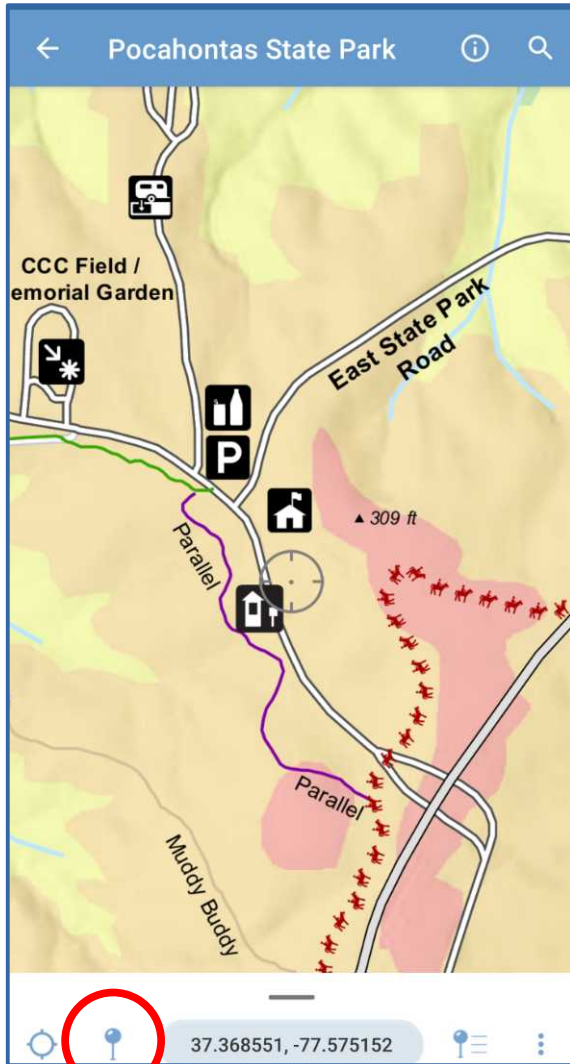 Pocahontas State Park
CCC Field /
emorial Garden
East State Park
Road
P
309 ft
Parallel
Parallel
Muddy Buddy
37.368551, -77.575152